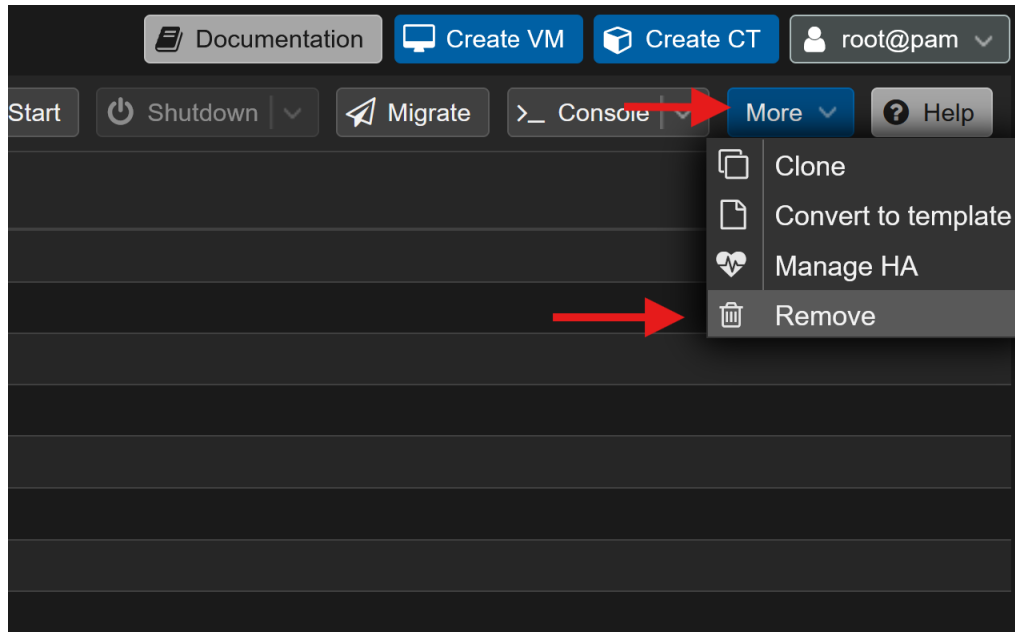 Documentation Create VM Create CT root@pam
Start Shutdown Migrate >_ Console More Help
Clone
Convert to template
Manage HA
Remove